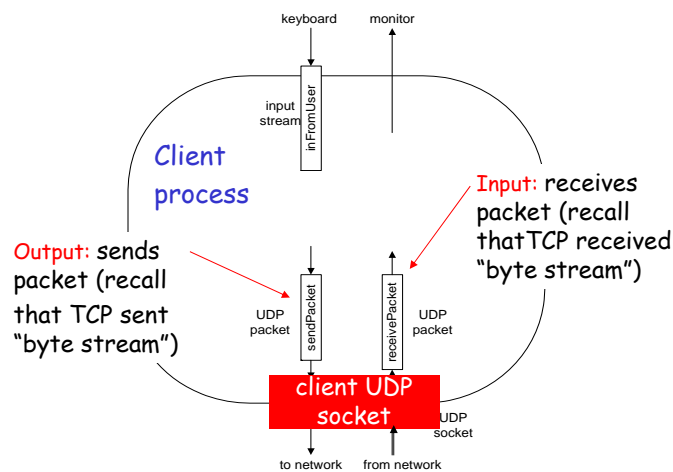 keyboard
monitor
input
stream
inFromUser
Client
process
Input: receives
packet (recall
thatTCP received
“byte stream”)
Output: sends
packet (recall
that TCP sent
“byte stream”)
UDP
packet
sendPacket
receivePacket
UDP
packet
client UDP
socket
UDP
socket
to network
from network